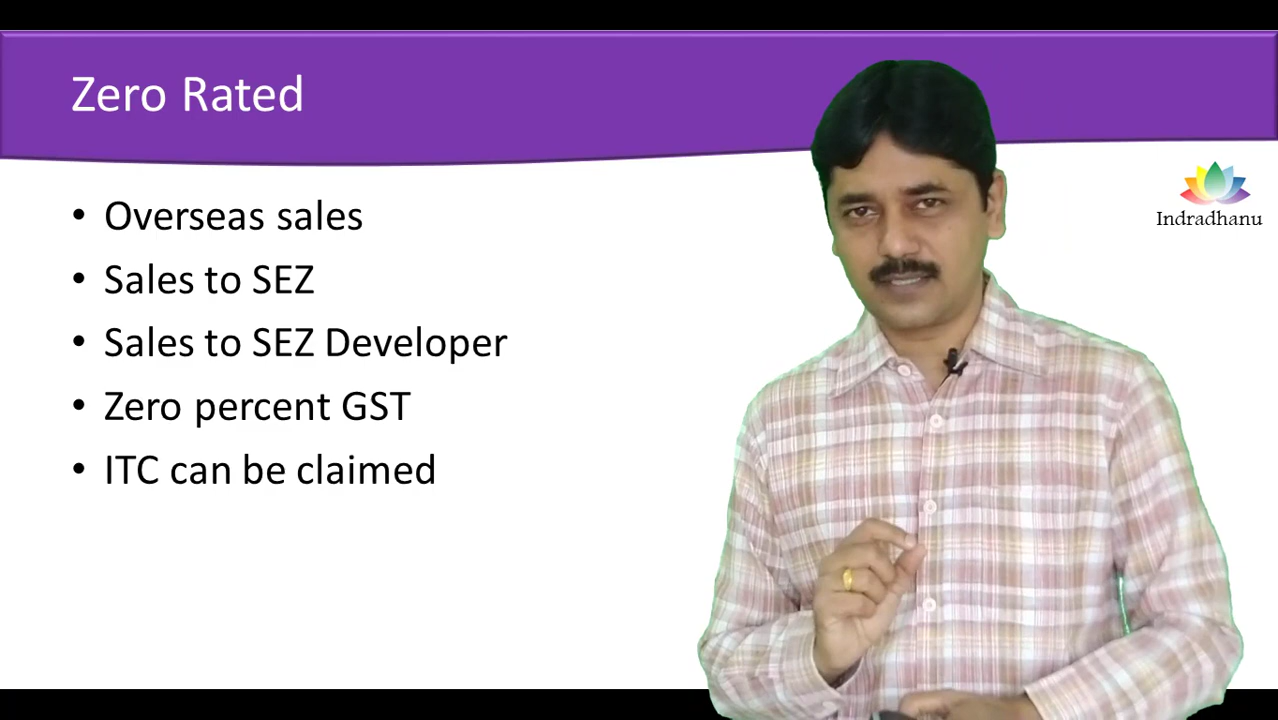 Zero Rated
• Overseas sales
• Sales to SEZ
• Sales to SEZ Developer
• Zero percent GST
• ITC can be claimed
Indradhanu